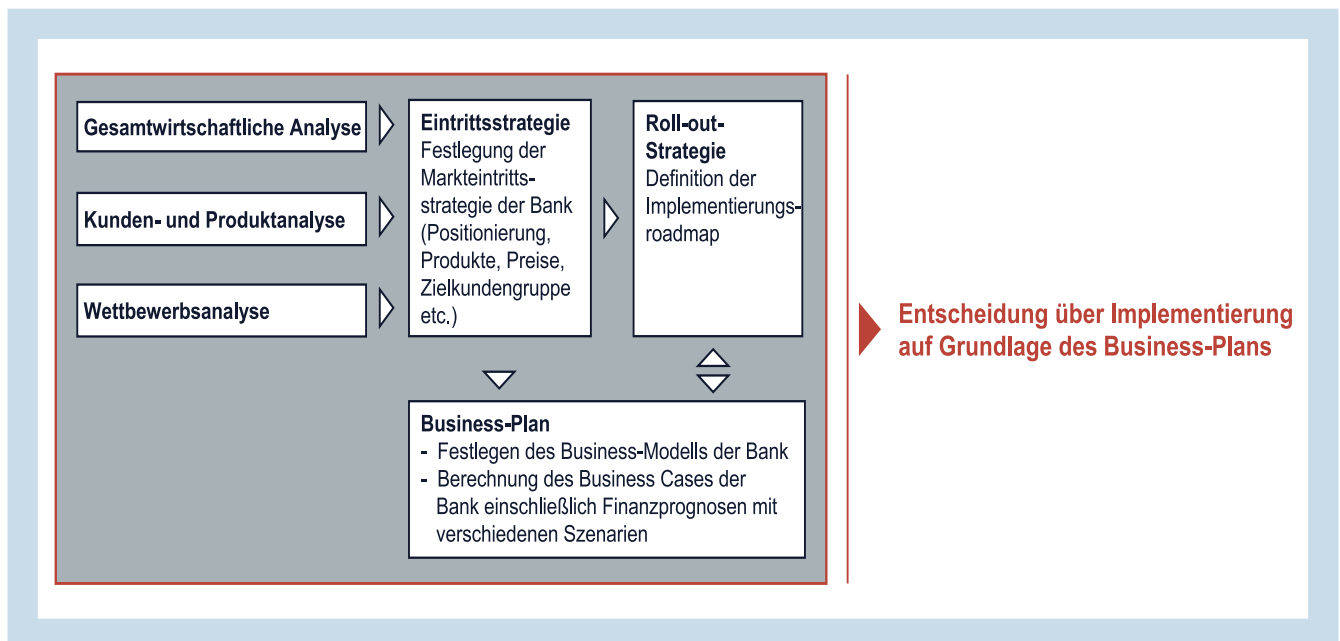 Gesamtwirtschaftliche Analyse
Kunden- und Produktanalyse
Wettbewerbsanalyse
Eintrittsstrategie
Festlegung der
Markteintritts-
strategie der Bank
(Positionierung,
Produkte, Preise,
Zielkundengruppe
etc.)
Roll-out-
Strategie
Definition der
Implementierungs-
roadmap
Business-Plan
- Festlegen des Business-Modells der Bank
- Berechnung des Business Cases der
Bank einschließlich Finanzprognosen mit
verschiedenen Szenarien
Entscheidung über Implementierung
auf Grundlage des Business-Plans